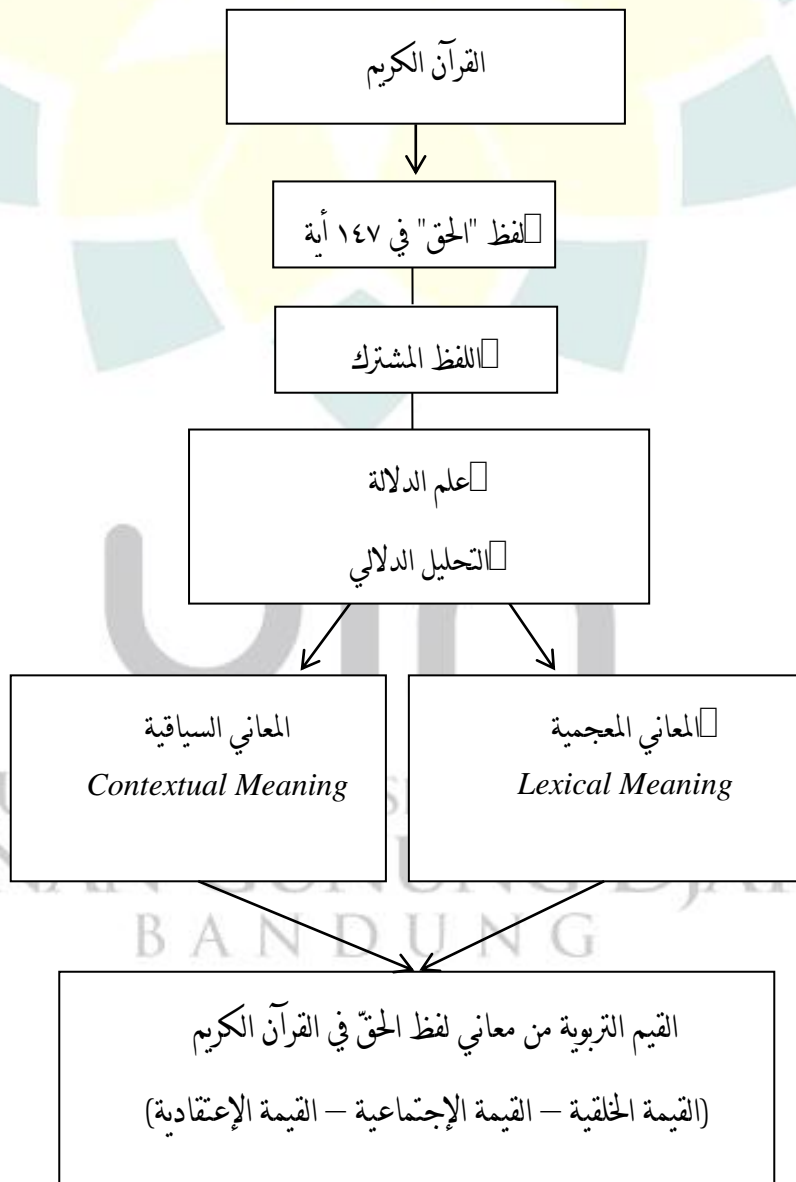 القرآن الكريم
لفظ "الحق" في ١٤٧ أية
اللفظ المشترك
علم الدلالة
التحليل الدلالي
المعاني المعجمية
Lexical Meaning
المعاني السياقية
Contextual Meaning
BANDUNG
القيم التربوية من معاني لفظ الحقّ في القرآن الكريم
(القيمة الخلقية – القيمة الإجتماعية – القيمة الإعتقادية)